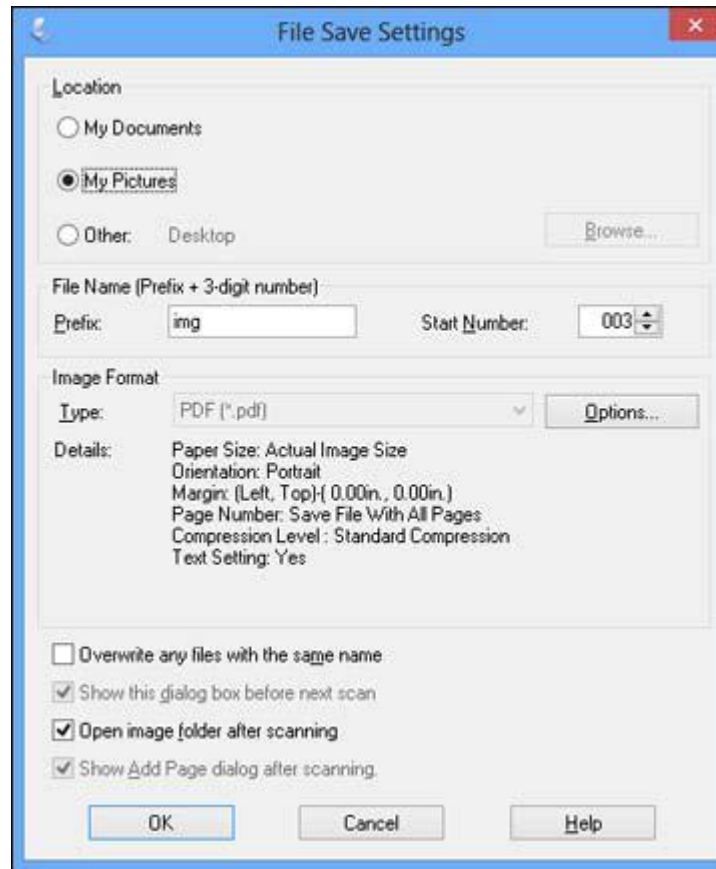 File Save Settings
Location
My Documents
My Pictures
Other: Desktop Browse...
File Name (Prefix + 3-digit number)
Prefix: img Start Number: 003
Image Format
Type: PDF (*.pdf) Options...
Details: Paper Size: Actual Image Size
Orientation: Portrait
Margin: (Left, Top)-( 0.00in., 0.00in.)
Page Number: Save File With All Pages
Compression Level : Standard Compression
Text Setting: Yes
Overwrite any files with the same name
Show this dialog box before next scan
Open image folder after scanning
Show Add Page dialog after scanning.
OK Cancel Help